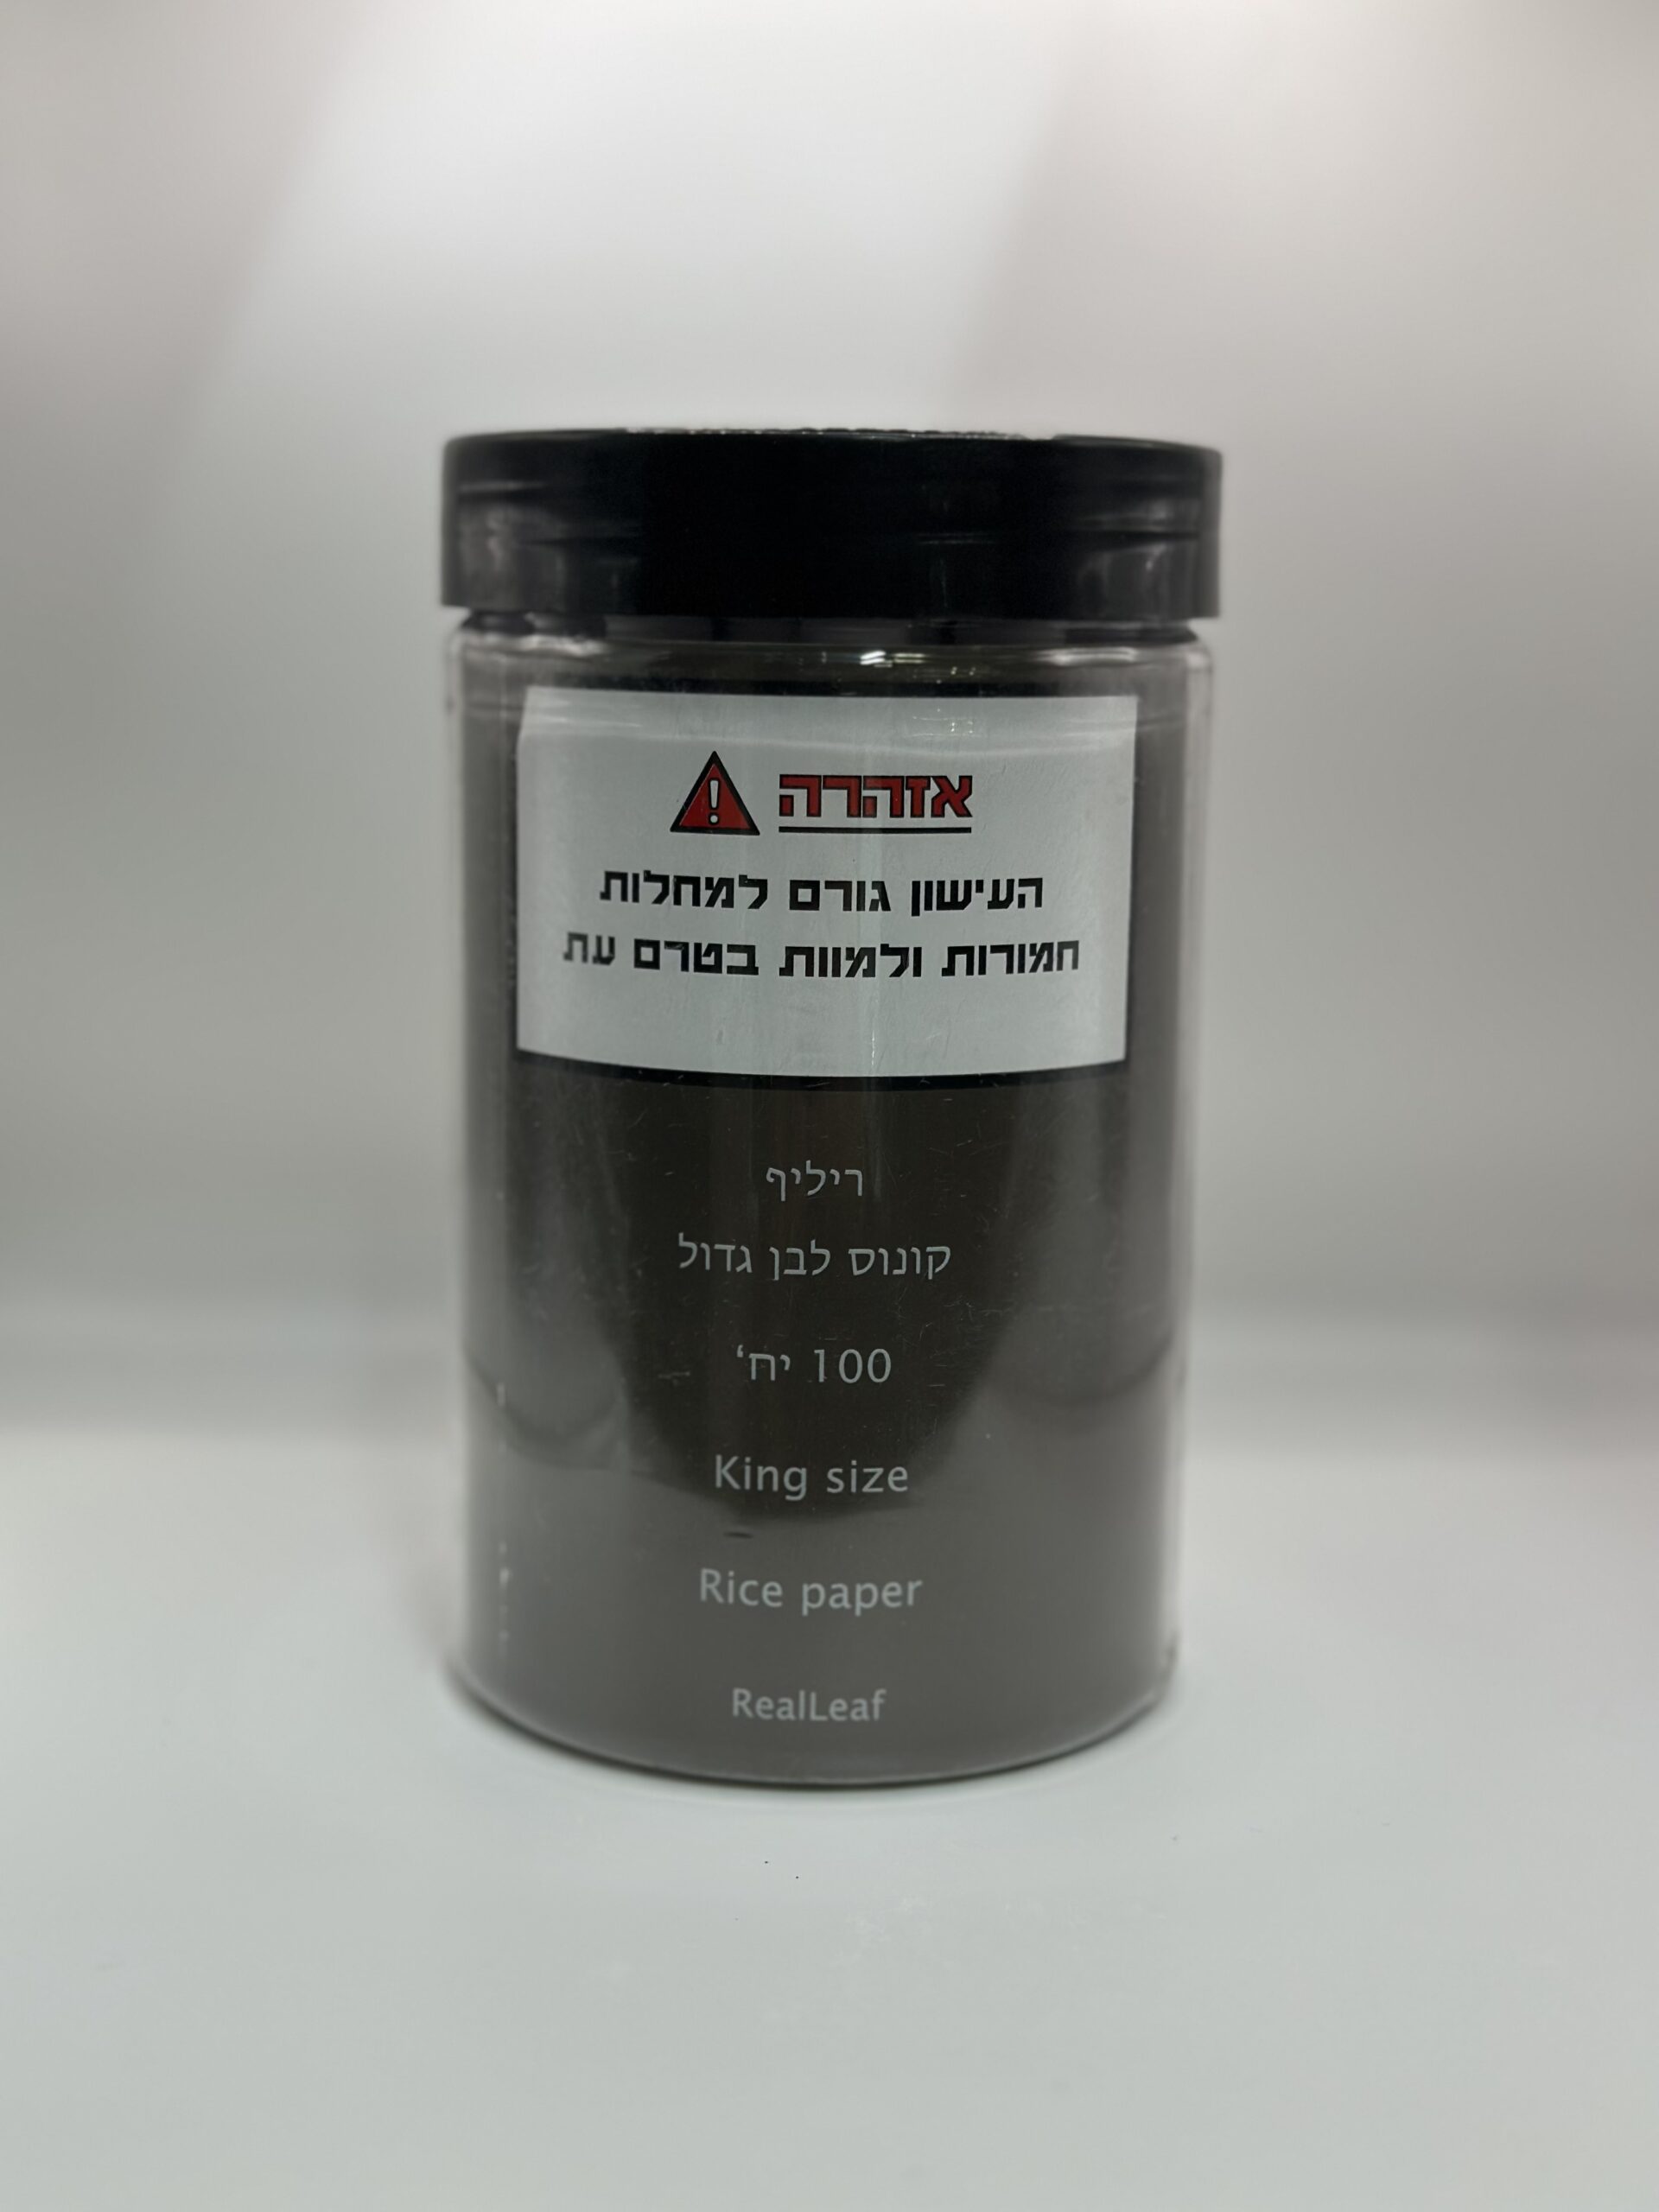 אזהרה
העישון גורם למחלות
חמורות ולמוות בטרם עת
ריליף
קונוס לבן גדול
100 יח'
King size
Rice paper
RealLeaf